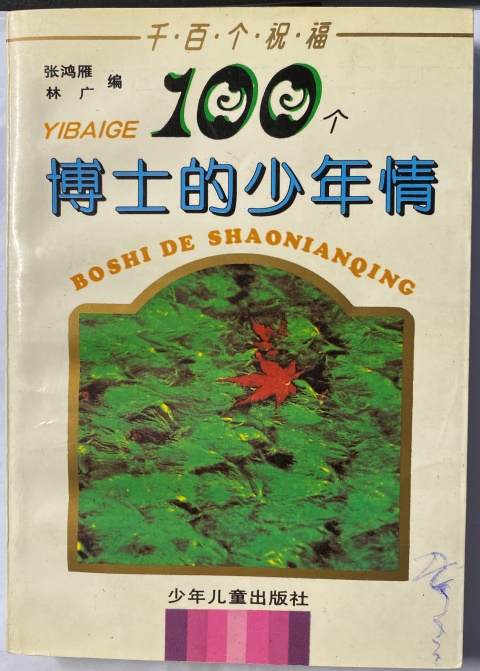 千·百·个·祝·福
张鸿雁
林广 编
100个
YIBAIGE
博士的少年情
BOSHI DE SHAONIANQING
少年儿童出版社